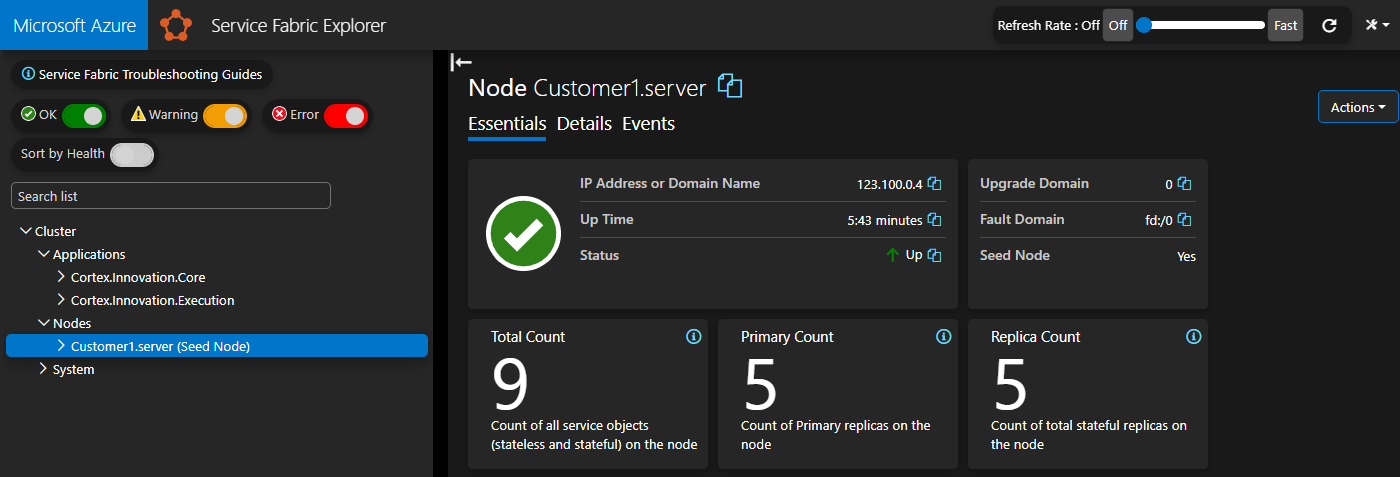 Microsoft Azure
Service Fabric Explorer
Refresh Rate : Off
Off
Fast
Service Fabric Troubleshooting Guides
OK
Warning
Error
Sort by Health
Search list
Cluster
Applications
Cortex.Innovation.Core
Cortex.Innovation.Execution
Nodes
Customer1.server (Seed Node)
System
Node Customer1.server
Actions
Essentials Details Events
IP Address or Domain Name 123.100.0.4
Up Time 5:43 minutes
Status Up
Upgrade Domain 0
Fault Domain fd:/0
Seed Node Yes
Total Count
9
Count of all service objects
(stateless and stateful) on the node
Primary Count
5
Count of Primary replicas on the
node
Replica Count
5
Count of total stateful replicas on
the node